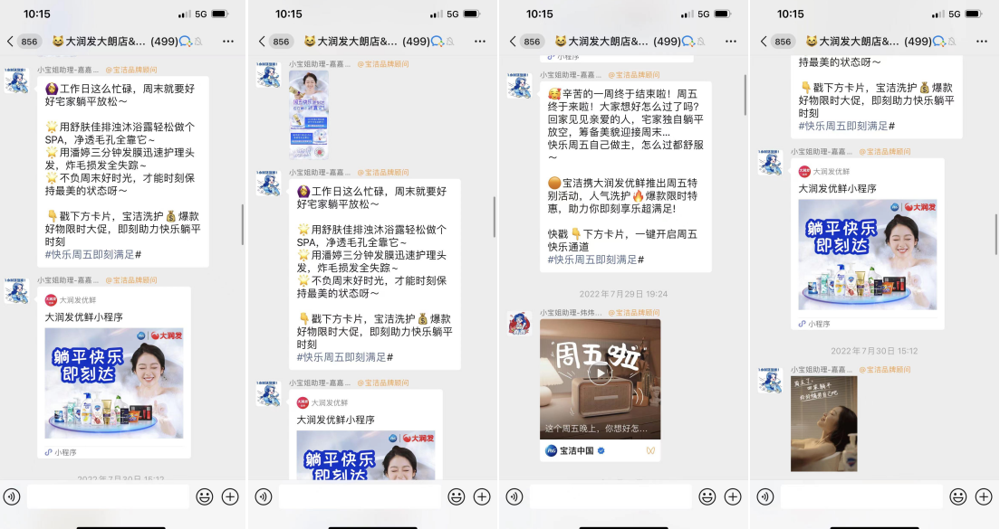 10:15
5G
856
大润发大朗店&... (499)
小宝姐助理-嘉嘉... @宝洁品牌顾问
工作日这么忙碌，周末就要好
好宅家躺平放松～
用舒肤佳排浊沐浴露轻松做个
SPA，净透毛孔全靠它~
用潘婷三分钟发膜迅速护理头
发，炸毛损发全失踪～
不负周末好时光，才能时刻保
持最美的状态呀～
戳下方卡片，宝洁洗护💰爆款
好物限时大促，即刻助力快乐躺平
时刻
#快乐周五即刻满足#
小宝姐助理-嘉嘉... @宝洁品牌顾问
大润发优鲜
大润发优鲜小程序
P&G 大润发
躺平快乐
即刻达
小程序
2022年7月30日 15:12
10:15
5G
856
大润发大朗店&... (499)
小宝姐助理-嘉嘉... @宝洁品牌顾问
小宝姐助理-嘉嘉... @宝洁品牌顾问
工作日这么忙碌，周末就要好
好宅家躺平放松～
用舒肤佳排浊沐浴露轻松做个
SPA，净透毛孔全靠它~
用潘婷三分钟发膜迅速护理头
发，炸毛损发全失踪～
不负周末好时光，才能时刻保
持最美的状态呀～
戳下方卡片，宝洁洗护💰爆款
好物限时大促，即刻助力快乐躺平
时刻
#快乐周五即刻满足#
小宝姐助理-嘉嘉... @宝洁品牌顾问
大润发优鲜
大润发优鲜小程序
P&G 大润发
躺平快乐
即刻达
10:15
5G
856
大润发大朗店&... (499)
小程序
小宝姐助理-嘉嘉... @宝洁品牌顾问
辛苦的一周终于结束啦！周五
终于来啦！大家想好怎么过了吗？
回家见见亲爱的人，宅家独自躺平
放空，筹备美貌迎接周末...
快乐周五自己做主，怎么过都舒服
～
宝洁携大润发优鲜推出周五特
别活动，人气洗护🔥爆款限时特
惠，助力你即刻享乐超满足！
快戳👇下方卡片，一键开启周五
快乐通道
#快乐周五即刻满足#
2022年7月29日 19:24
小宝姐助理-炜炜... @宝洁品牌顾问
周五啦
这个周五晚上，你想好怎...
P&G 宝洁中国
10:15
5G
856
大润发大朗店&... (499)
持最美的状态呀～
戳下方卡片，宝洁洗护💰爆款
好物限时大促，即刻助力快乐躺平
时刻
#快乐周五即刻满足#
小宝姐助理-嘉嘉... @宝洁品牌顾问
大润发优鲜
大润发优鲜小程序
P&G 大润发
躺平快乐
即刻达
小程序
2022年7月30日 15:12
小宝姐助理-嘉嘉... @宝洁品牌顾问